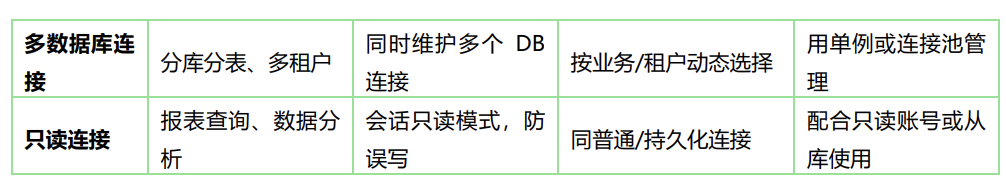 多数据库连接
分库分表、多租户
同时维护多个 DB
连接
按业务/租户动态选择
用单例或连接池
管理
只读连接
报表查询、数据分
析
会话只读模式，防
误写
同普通/持久化连接
配合只读账号或从
库使用